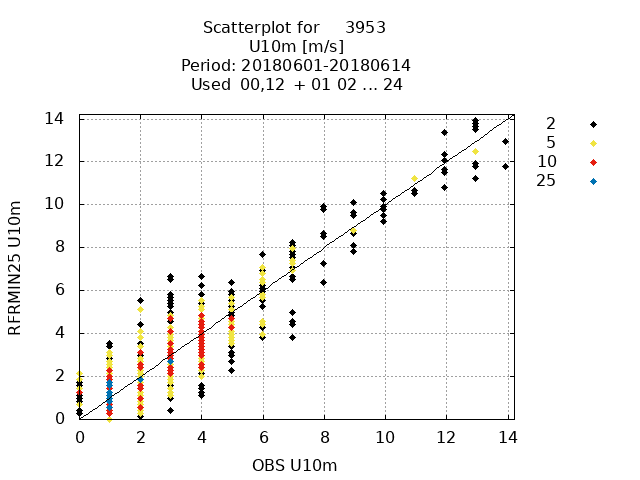 Scatterplot for 3953
U10m [m/s]
Period: 20180601-20180614
Used 00,12 + 01 02 ... 24
RFRMIN25 U10m
14
12
10
8
6
4
2
0
0 2 4 6 8 10 12 14
OBS U10m
2
5
10
25